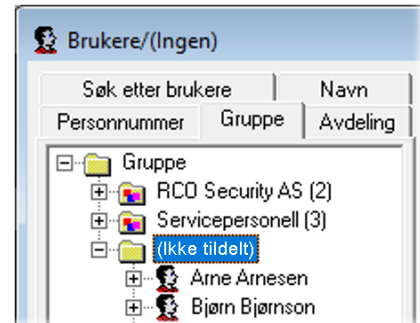 Brukere/(Ingen)
Søk etter brukere
Navn
Personnummer
Gruppe
Avdeling
Gruppe
RCO Security AS (2)
Servicepersonell (3)
(Ikke tildelt)
Arne Arnesen
Bjørn Bjørnson